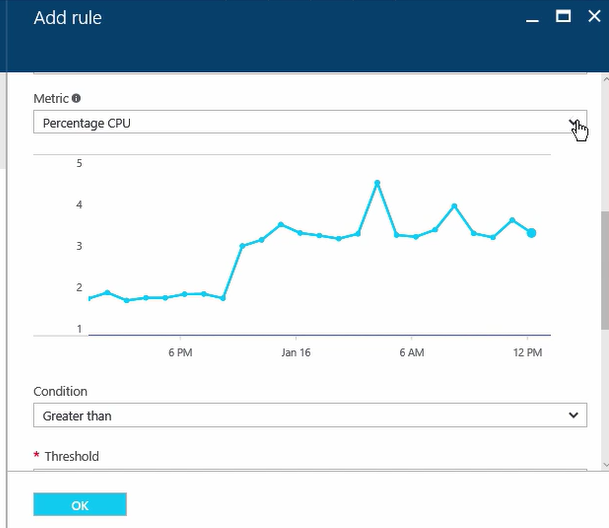 Add rule
Metric
Percentage CPU
5
4
3
2
1
6 PM
Jan 16
6 AM
12 PM
Condition
Greater than
* Threshold
OK